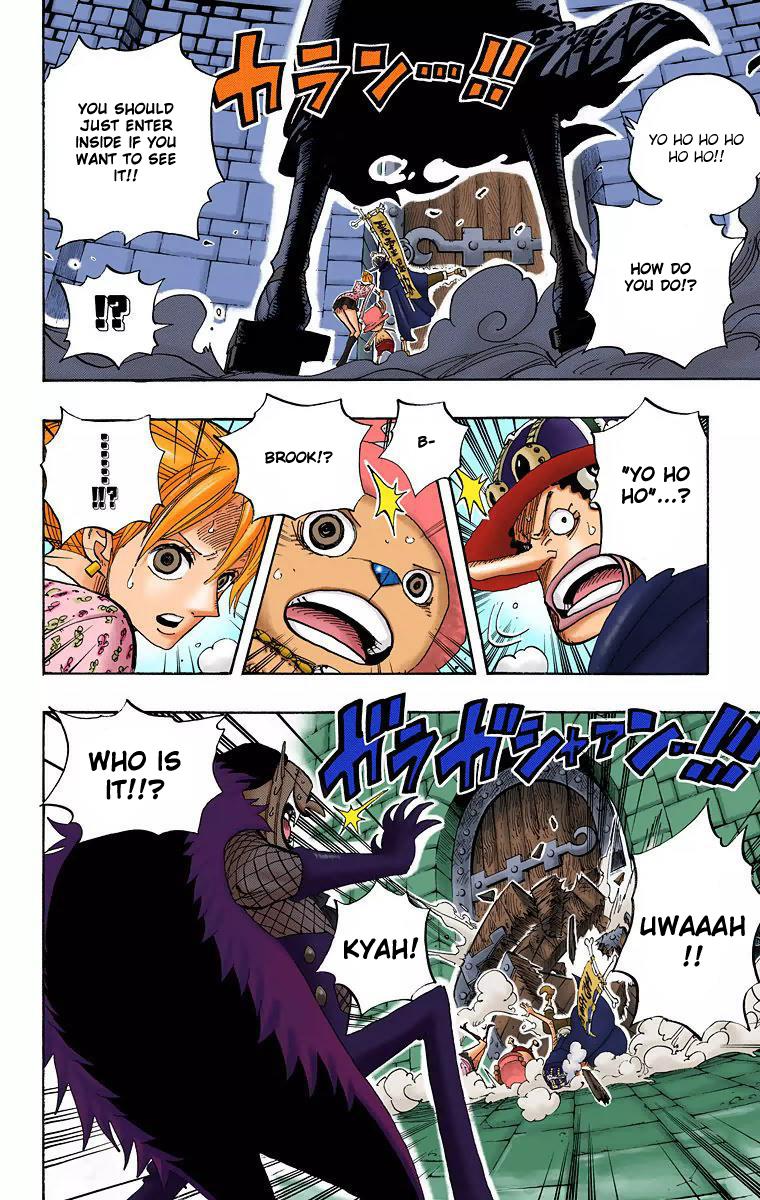 YO HO HO HO
HO HO!!
HOW DO
YOU DO!?
カラン…!!
YOU SHOULD
JUST ENTER
INSIDE IF YOU
WANT TO SEE
IT!!
!?
"YO HO
HO"...?
B-
BROOK!?
!!?
ガラガシャアン…!!!
UWAAAH
!!
KYAH!
WHO IS
IT!!?